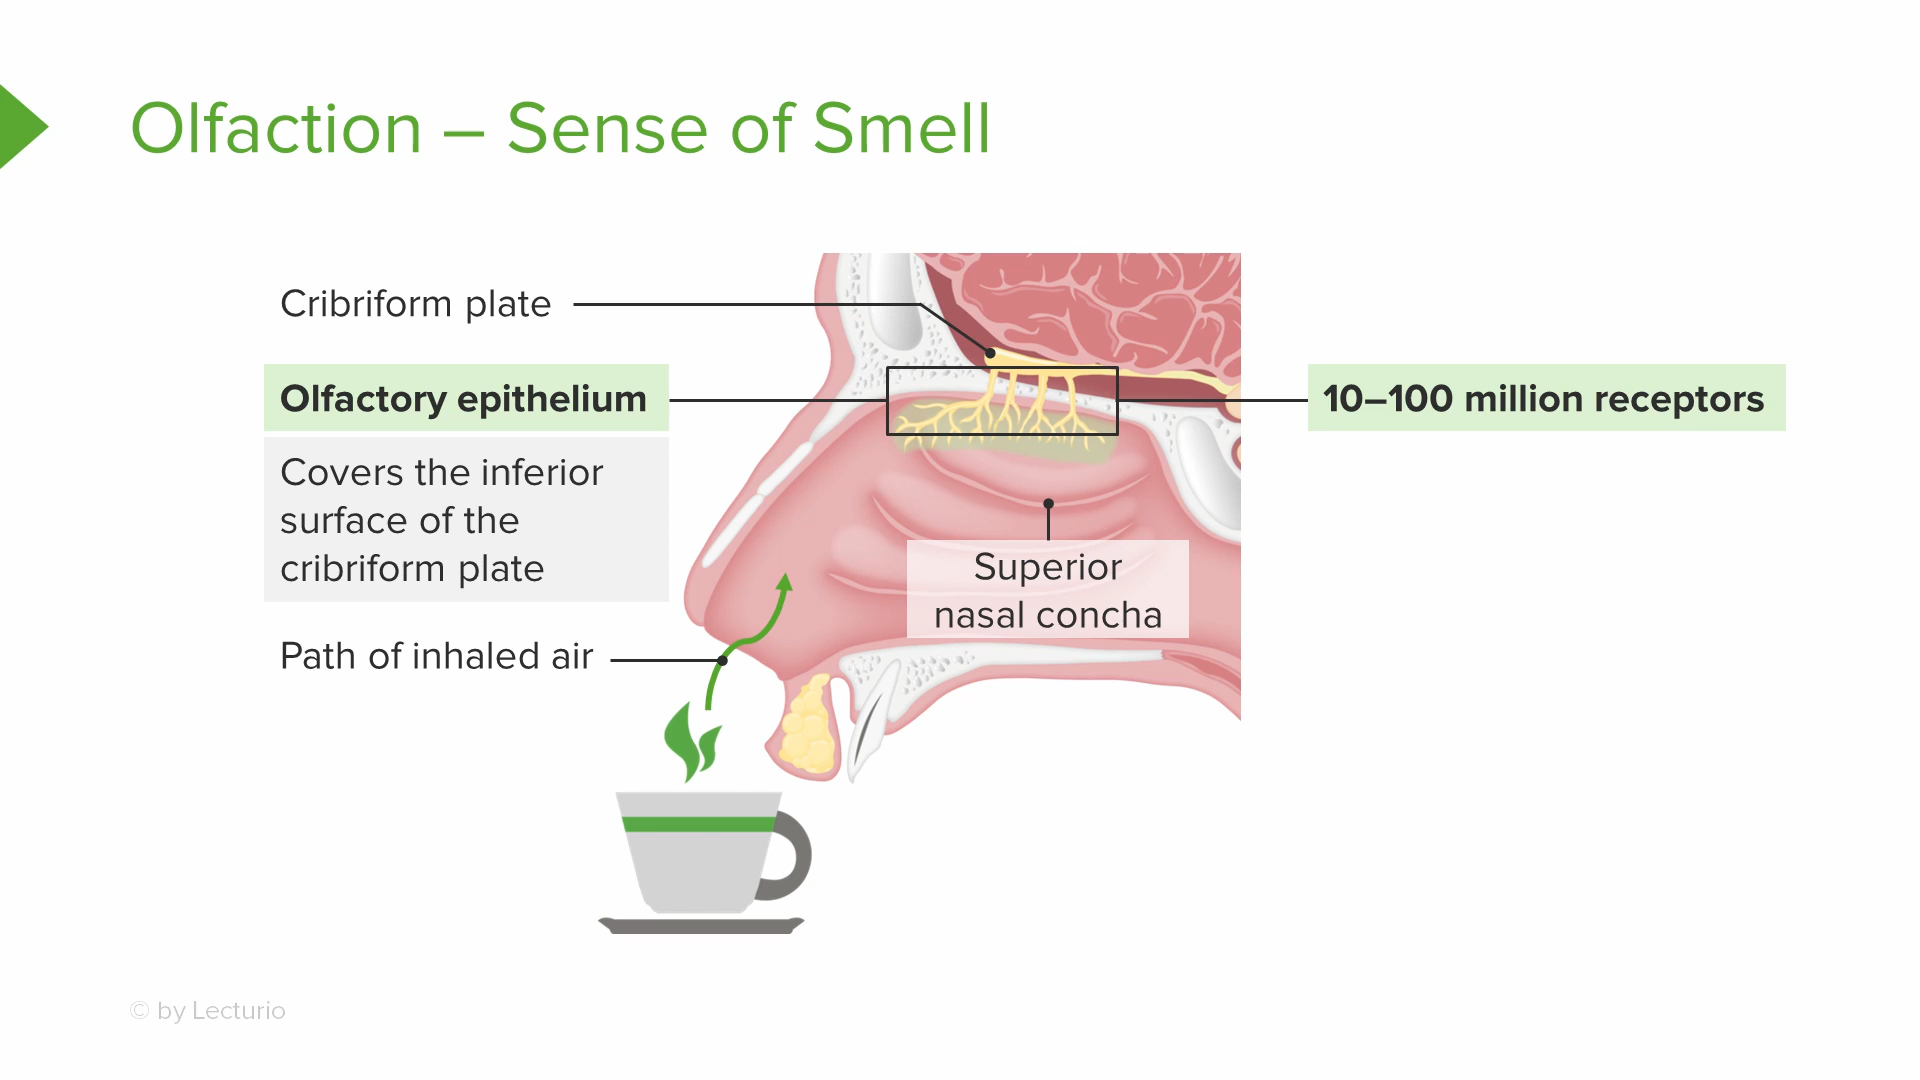 Olfaction – Sense of Smell
Cribriform plate
Olfactory epithelium
10–100 million receptors
Covers the inferior
surface of the
cribriform plate
Superior
nasal concha
Path of inhaled air
© by Lecturio